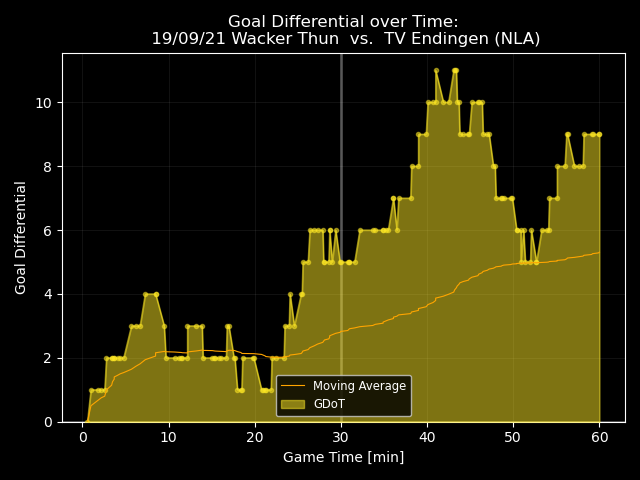 Goal Differential over Time:
19/09/21 Wacker Thun  vs.  TV Endingen (NLA)
Goal Differential
10
8
6
4
2
0
Moving Average
GDoT
0 10 20 30 40 50 60
Game Time [min]